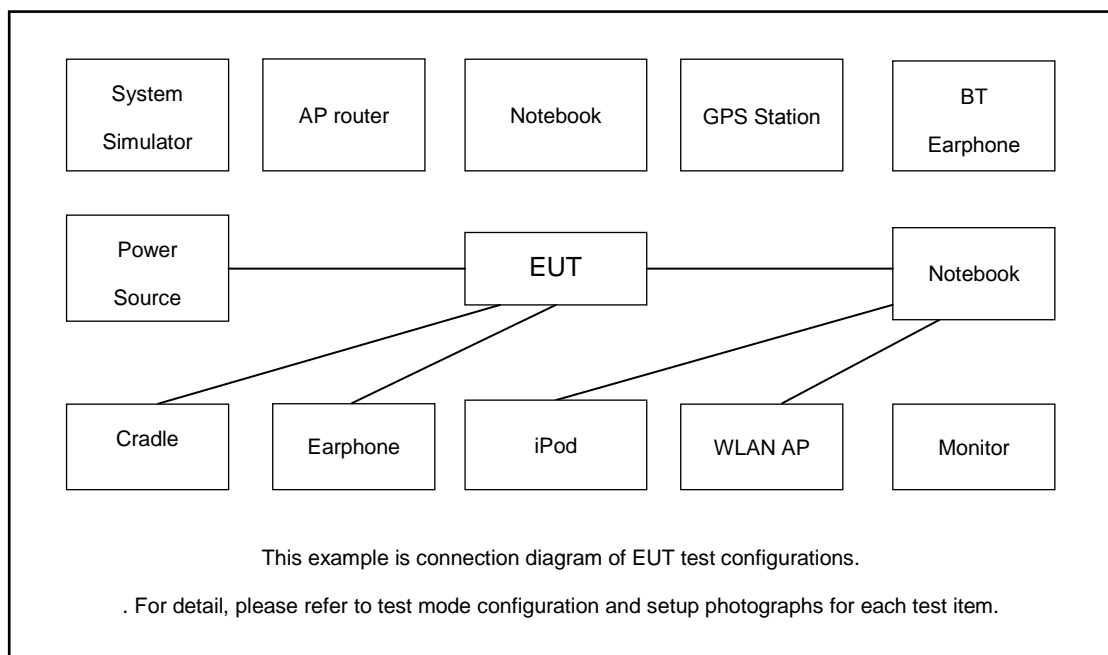 System
Simulator
AP router
Notebook
GPS Station
BT
Earphone
Power
Source
EUT
Notebook
Cradle
Earphone
iPod
WLAN AP
Monitor
This example is connection diagram of EUT test configurations.
. For detail, please refer to test mode configuration and setup photographs for each test item.